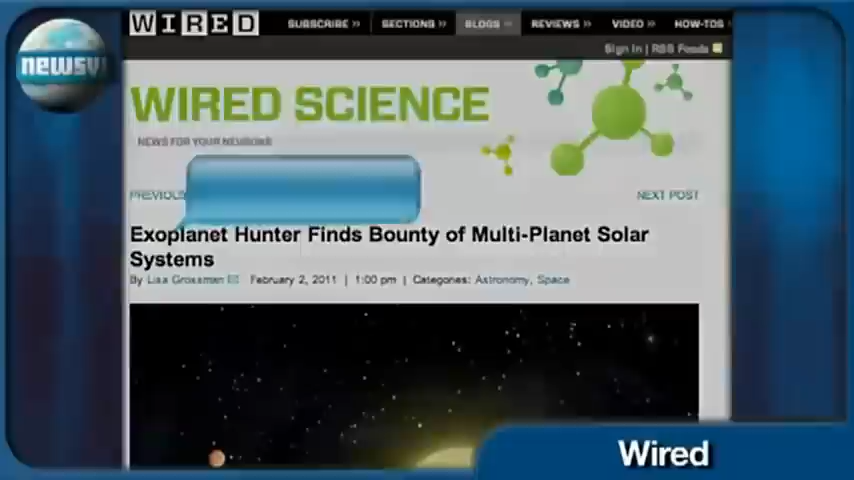 WIRED SUBSCRIBE >> SECTIONS >> BLOGS >> REVIEWS >> VIDEO >> HOW-TOS
Sign In | RSS Feeds
newsy
WIRED SCIENCE
NEWS FOR YOUR NEURONS
PREVIOUS NEXT POST
Exoplanet Hunter Finds Bounty of Multi-Planet Solar
Systems
By Lisa Grossman February 2, 2011 | 1:00 pm | Categories: Astronomy, Space
Wired